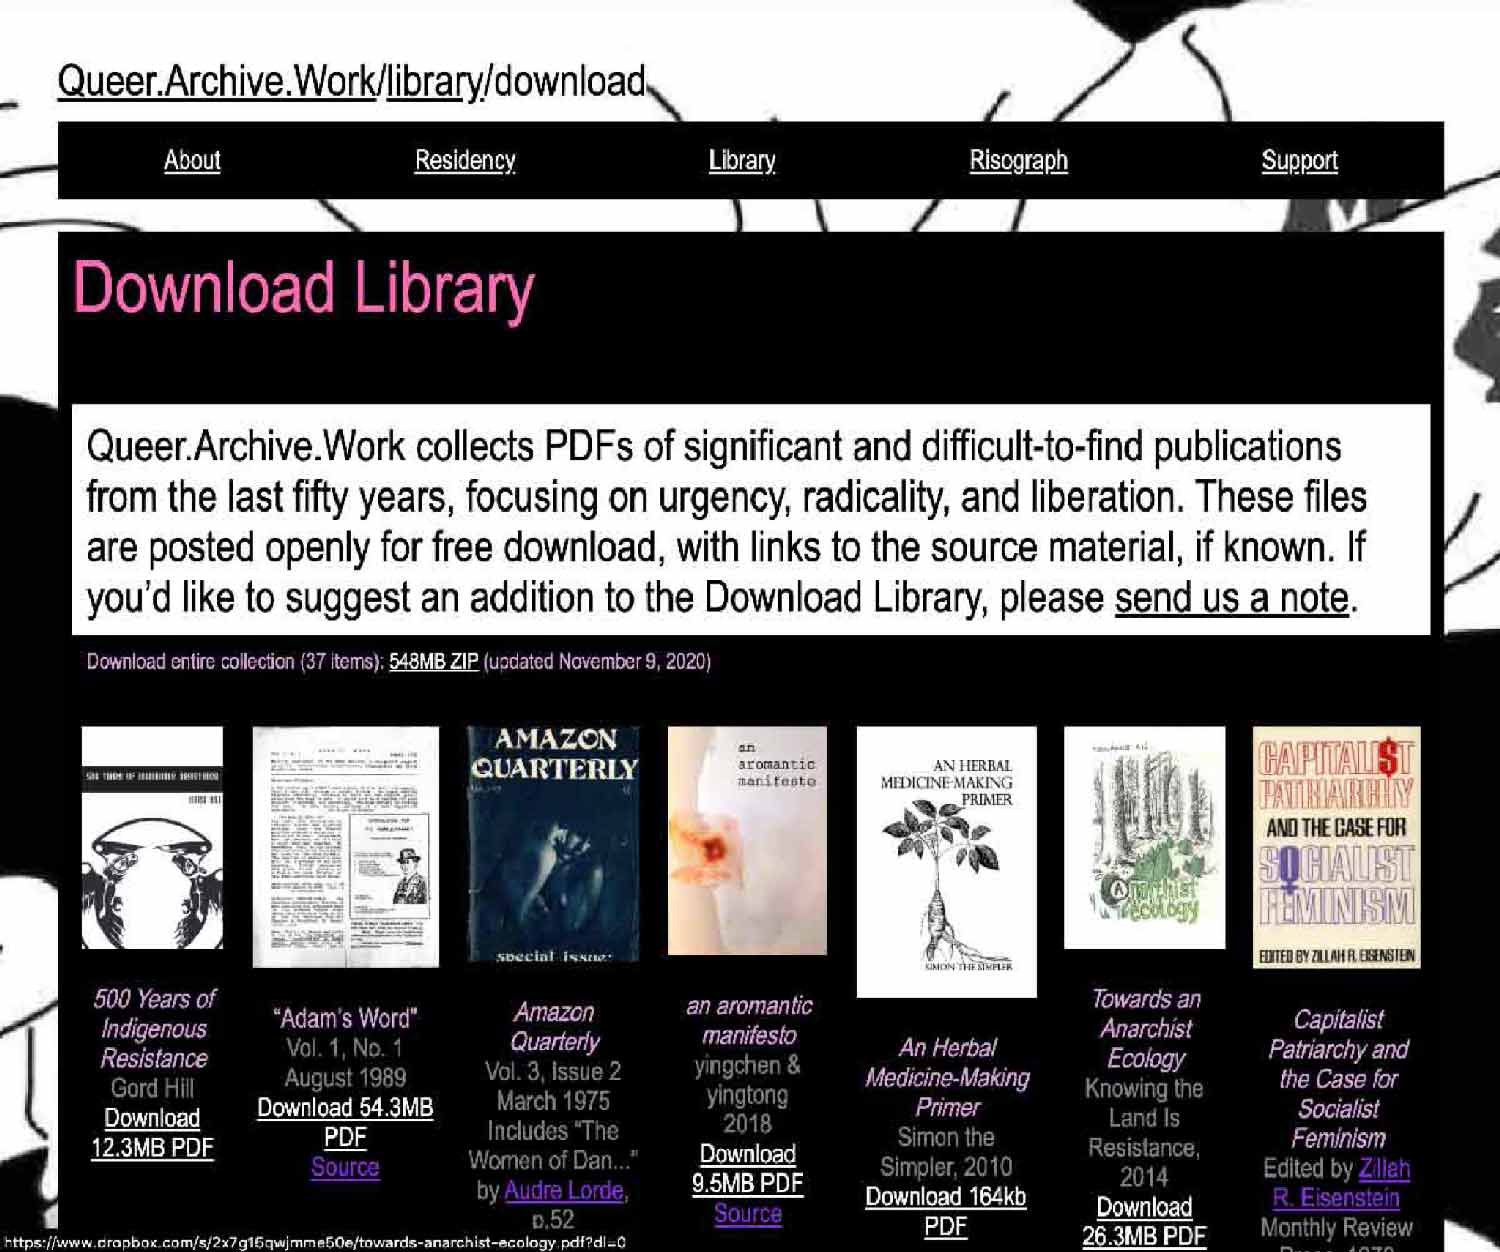 Queer.Archive.Work/library/download
About Residency Library Risograph Support
Download Library
Queer.Archive.Work collects PDFs of significant and difficult-to-find publications
from the last fifty years, focusing on urgency, radicality, and liberation. These files
are posted openly for free download, with links to the source material, if known. If
you'd like to suggest an addition to the Download Library, please send us a note.
Download entire collection (37 items): 548MB ZIP (updated November 9, 2020)
500 Years of
Indigenous
Resistance
Gord Hill
Download
12.3MB PDF
"Adam's Word"
Vol. 1, No. 1
August 1989
Download 54.3MB
PDF
Source
AMAZON
QUARTERLY
special issue:
Amazon
Quarterly
Vol. 3, Issue 2
March 1975
Includes "The
Women of Dan..."
by Audre Lorde,
p.52
an
aromantic
manifesto
an aromantic
manifesto
yingchen &
yingtong
2018
Download
9.5MB PDF
Source
AN HERBAL
MEDICINE-MAKING
PRIMER
SIMON THE SIMPLER
An Herbal
Medicine-Making
Primer
Simon the
Simpler, 2010
Download 164kb
PDF
Anarchist
ecology
Towards an
Anarchist
Ecology
Knowing the
Land Is
Resistance,
2014
Download
26.3MB PDF
CAPITALI$T
PATRIARCHY
AND THE CASE FOR
SOCIALIST
FEMINISM
EDITED BY ZILLAH R. EISENSTEIN
Capitalist
Patriarchy and
the Case for
Socialist
Feminism
Edited by Zillah
R. Eisenstein
Monthly Review
https://www.dropbox.com/s/2x7g16qwjmme50e/towards-anarchist-ecology.pdf?dl=0